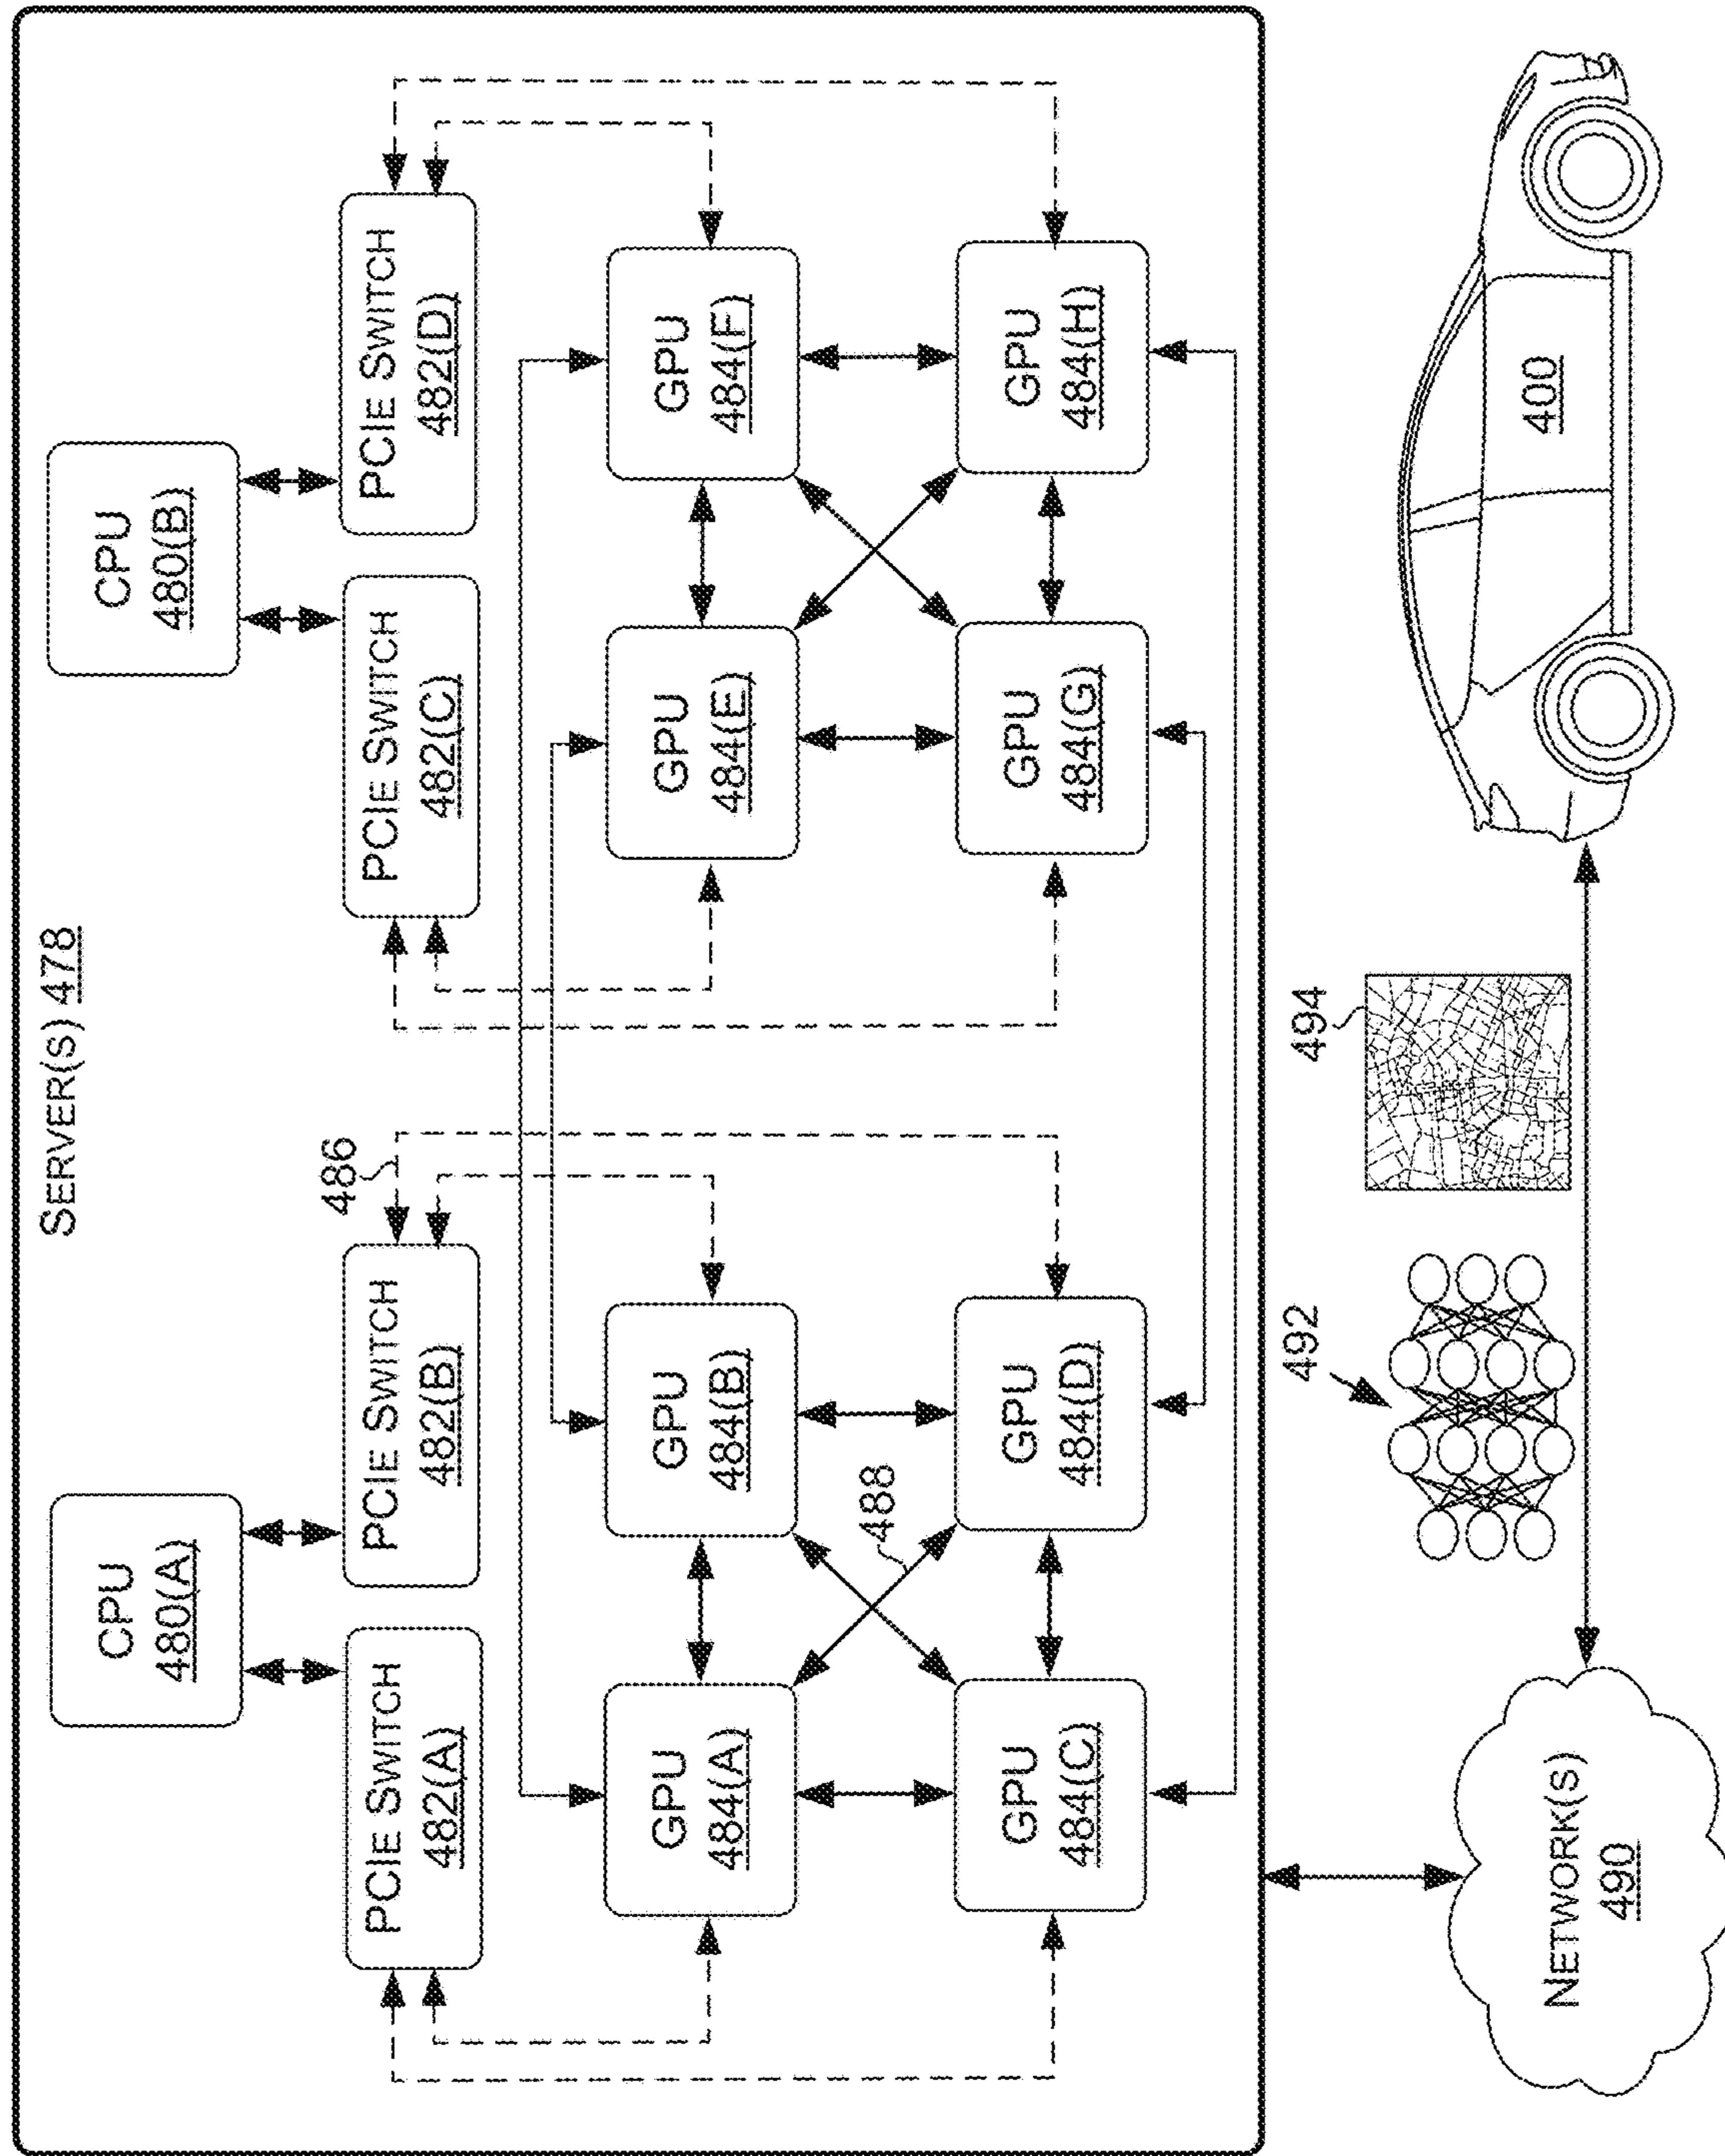 SERVER(S) 478
CPU
480(A)
CPU
480(B)
PCIE SWITCH
482(A)
PCIE SWITCH
482(B)
486
PCIE SWITCH
482(C)
PCIE SWITCH
482(D)
GPU
484(A)
GPU
484(B)
GPU
484(E)
GPU
484(F)
488
GPU
484(C)
GPU
484(D)
GPU
484(G)
GPU
484(H)
492
494
NETWORK(S)
490
400